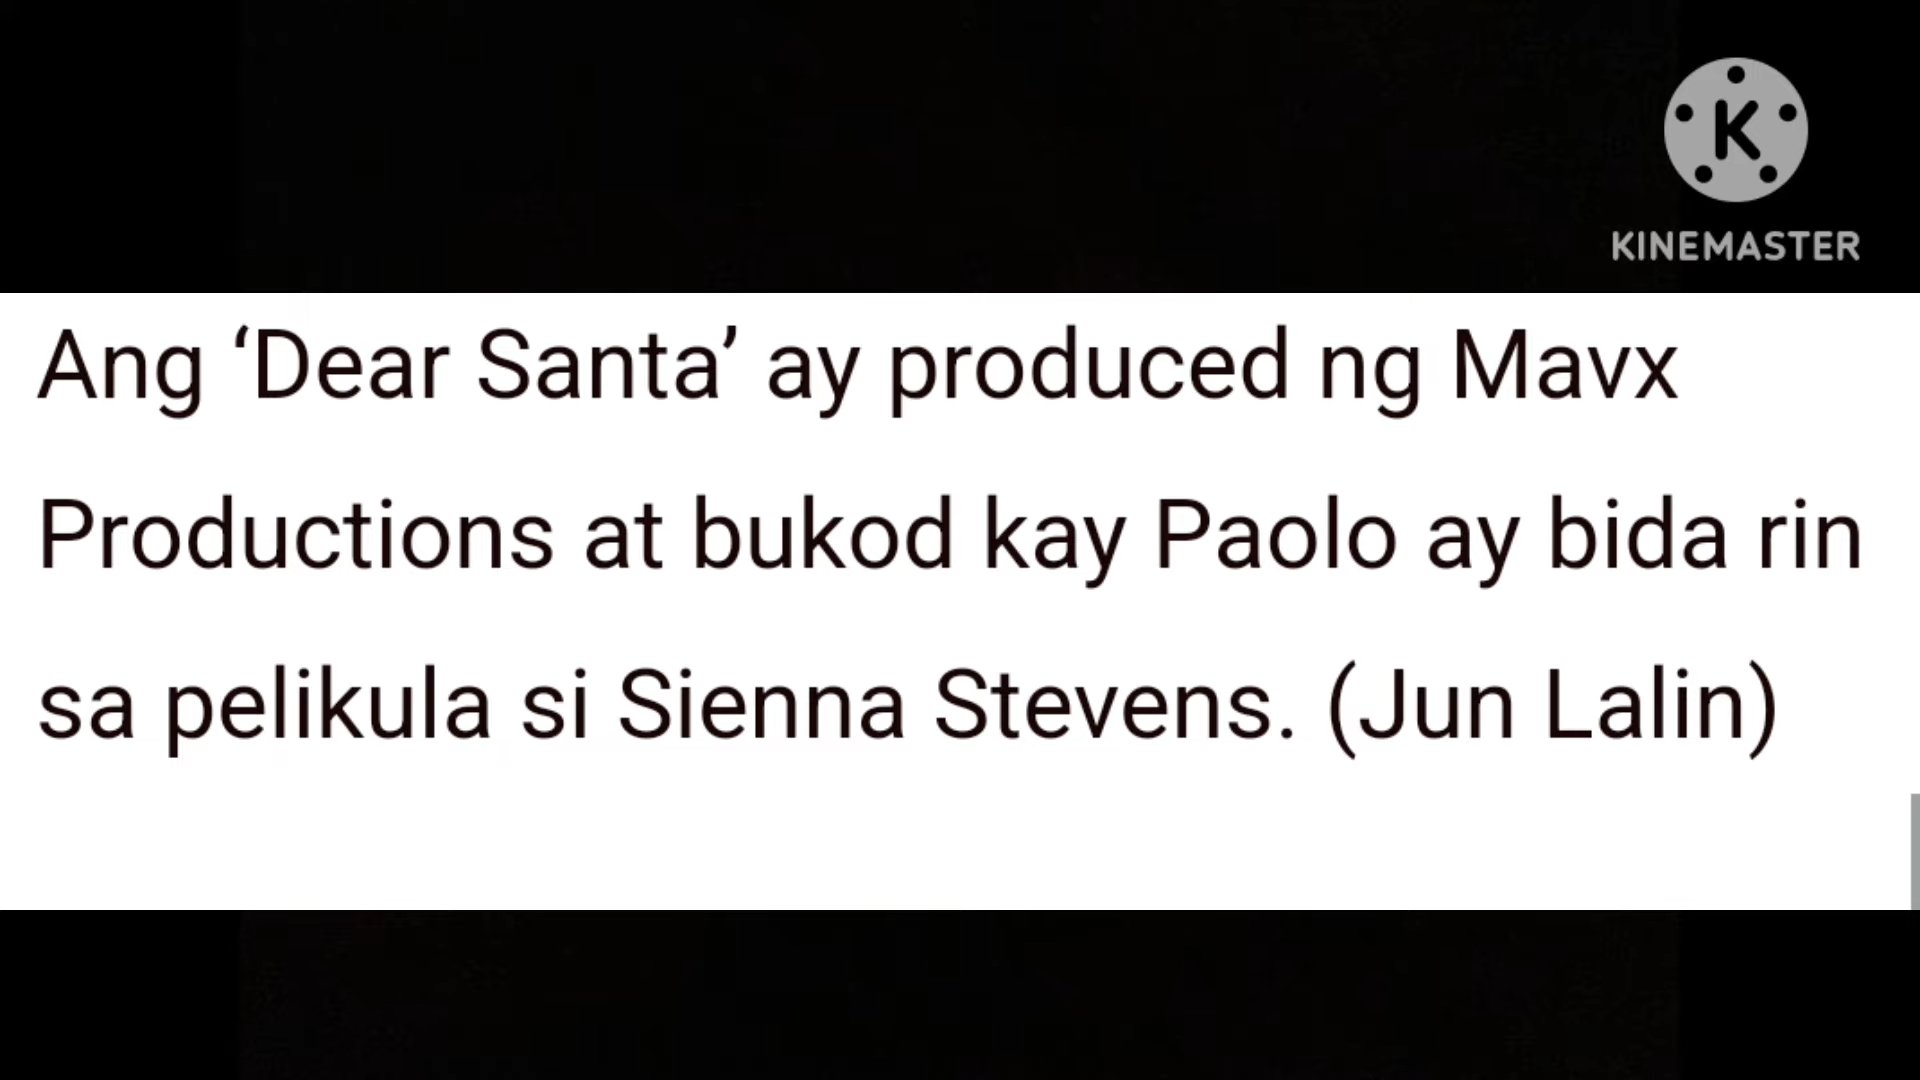 KINEMASTER
Ang ‘Dear Santa’ ay produced ng Mavx
Productions at bukod kay Paolo ay bida rin
sa pelikula si Sienna Stevens. (Jun Lalin)